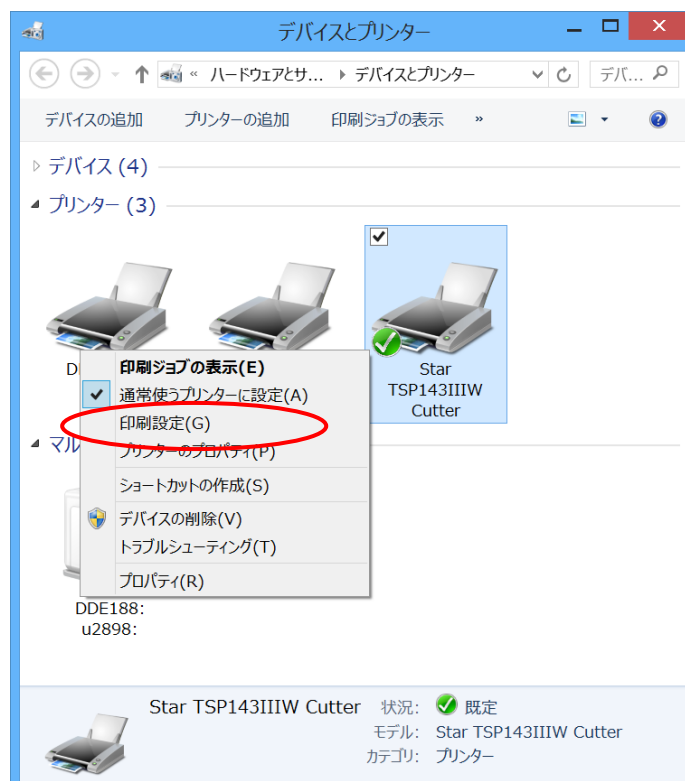 デバイスとプリンター
« ハードウェアとサ... デバイスとプリンター デバ...
デバイスの追加 プリンターの追加 印刷ジョブの表示 »
デバイス (4)
プリンター (3)
D
Star
TSP143IIIW
Cutter
印刷ジョブの表示(E)
通常使うプリンターに設定(A)
印刷設定(G)
プリンターのプロパティ(P)
ショートカットの作成(S)
デバイスの削除(V)
トラブルシューティング(T)
プロパティ(R)
マル
DDE188:
u2898:
Star TSP143IIIW Cutter 状況: 既定
モデル: Star TSP143IIIW Cutter
カテゴリ: プリンター